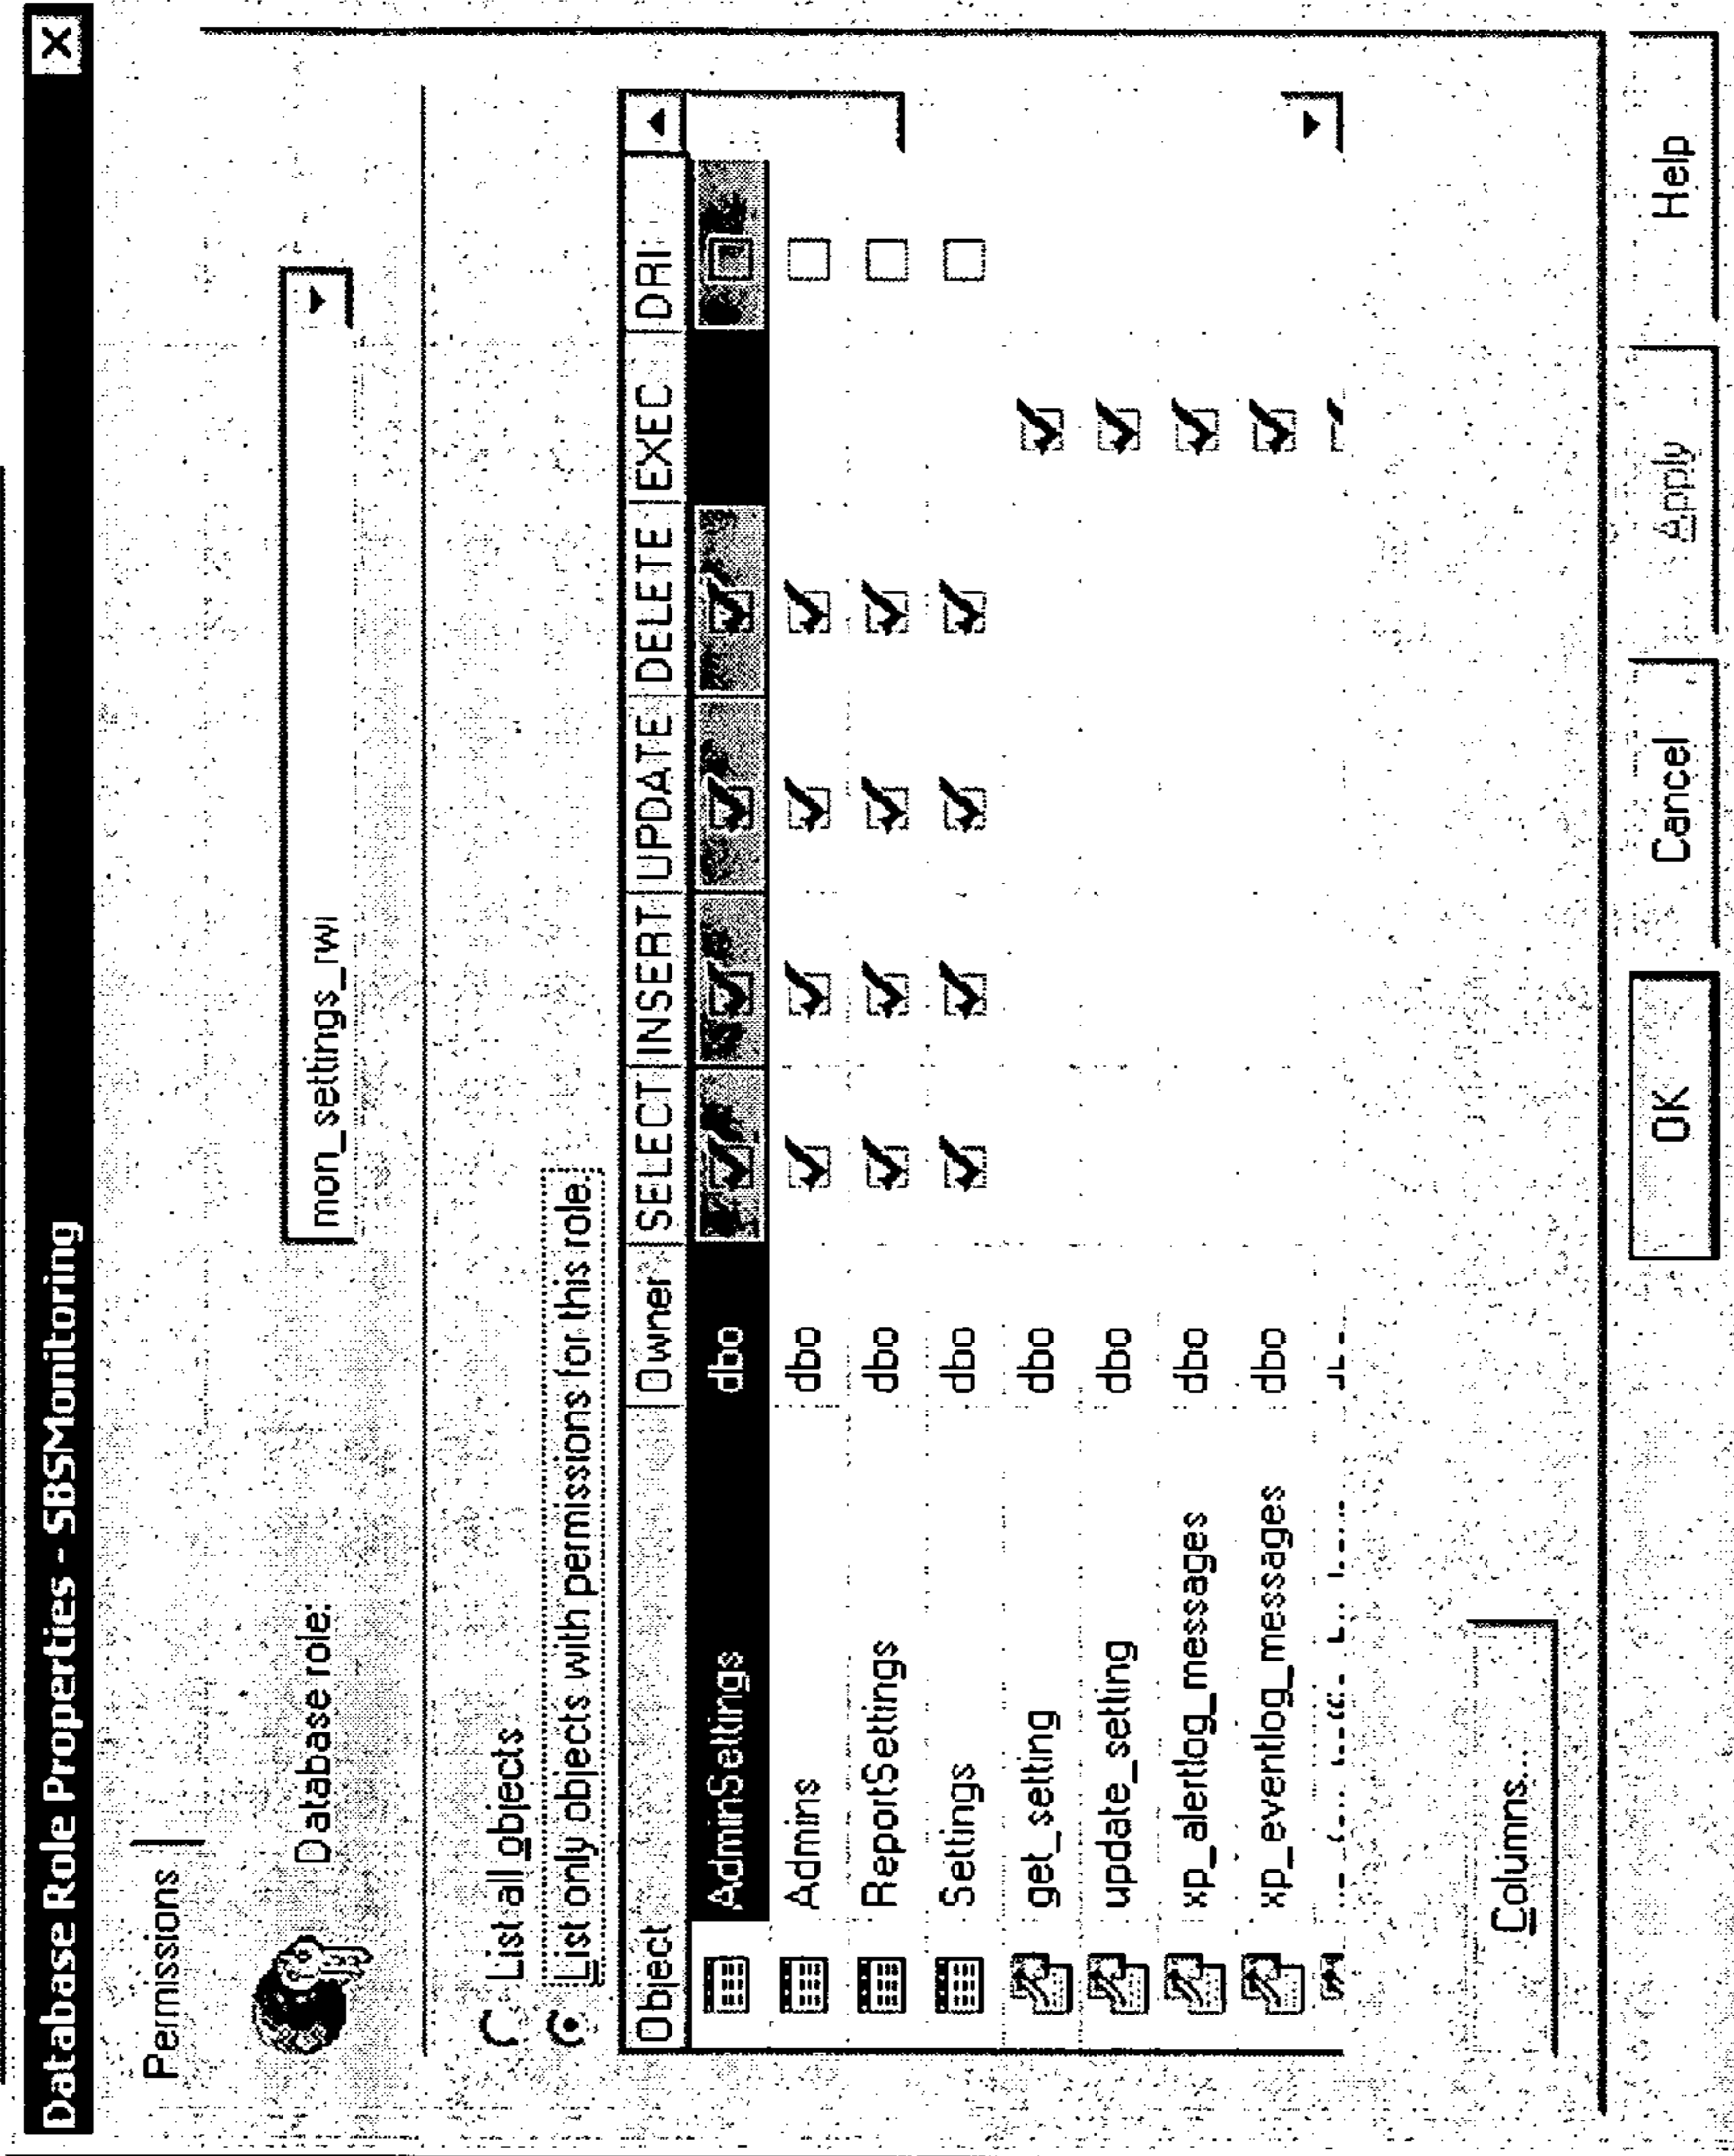 Database Role Properties - SBSMonitoring
Permissions
Database role: mon_settings_rwi
List all objects
List only objects with permissions for this role.
Object Owner SELECT INSERT UPDATE DELETE EXEC DRI
AdminSettings dbo
Admins dbo
ReportSettings dbo
Settings dbo
get_setting dbo
update_setting dbo
xp_alertlog_messages dbo
xp_eventlog_messages dbo
Columns...
OK Cancel Apply Help